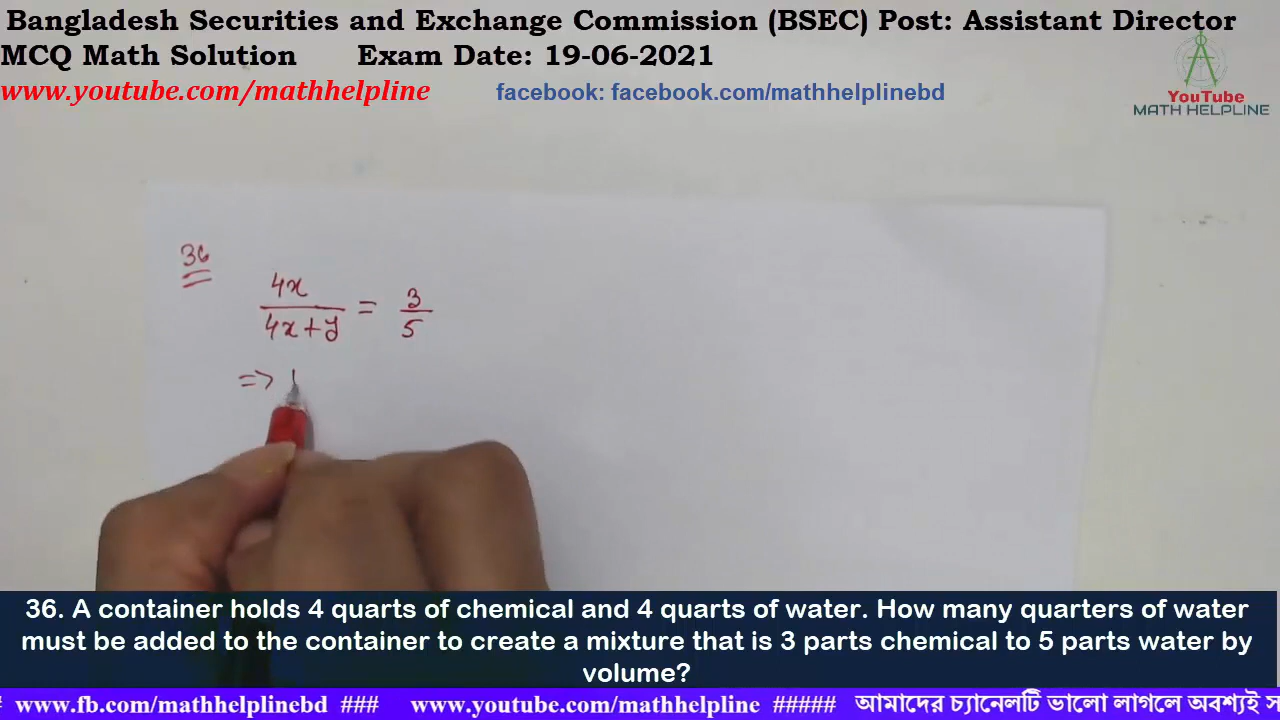 Bangladesh Securities and Exchange Commission (BSEC) Post: Assistant Director
MCQ Math Solution Exam Date: 19-06-2021
www.youtube.com/mathhelpline facebook: facebook.com/mathhelplinebd
YouTube
MATH HELPLINE
36
4x
4x+y
= 3
5
=>
36. A container holds 4 quarts of chemical and 4 quarts of water. How many quarters of water
must be added to the container to create a mixture that is 3 parts chemical to 5 parts water by
volume?
www.fb.com/mathhelplinebd ### www.youtube.com/mathhelpline ##### আমাদের চ্যানেলটি ভালো লাগলে অবশ্যই